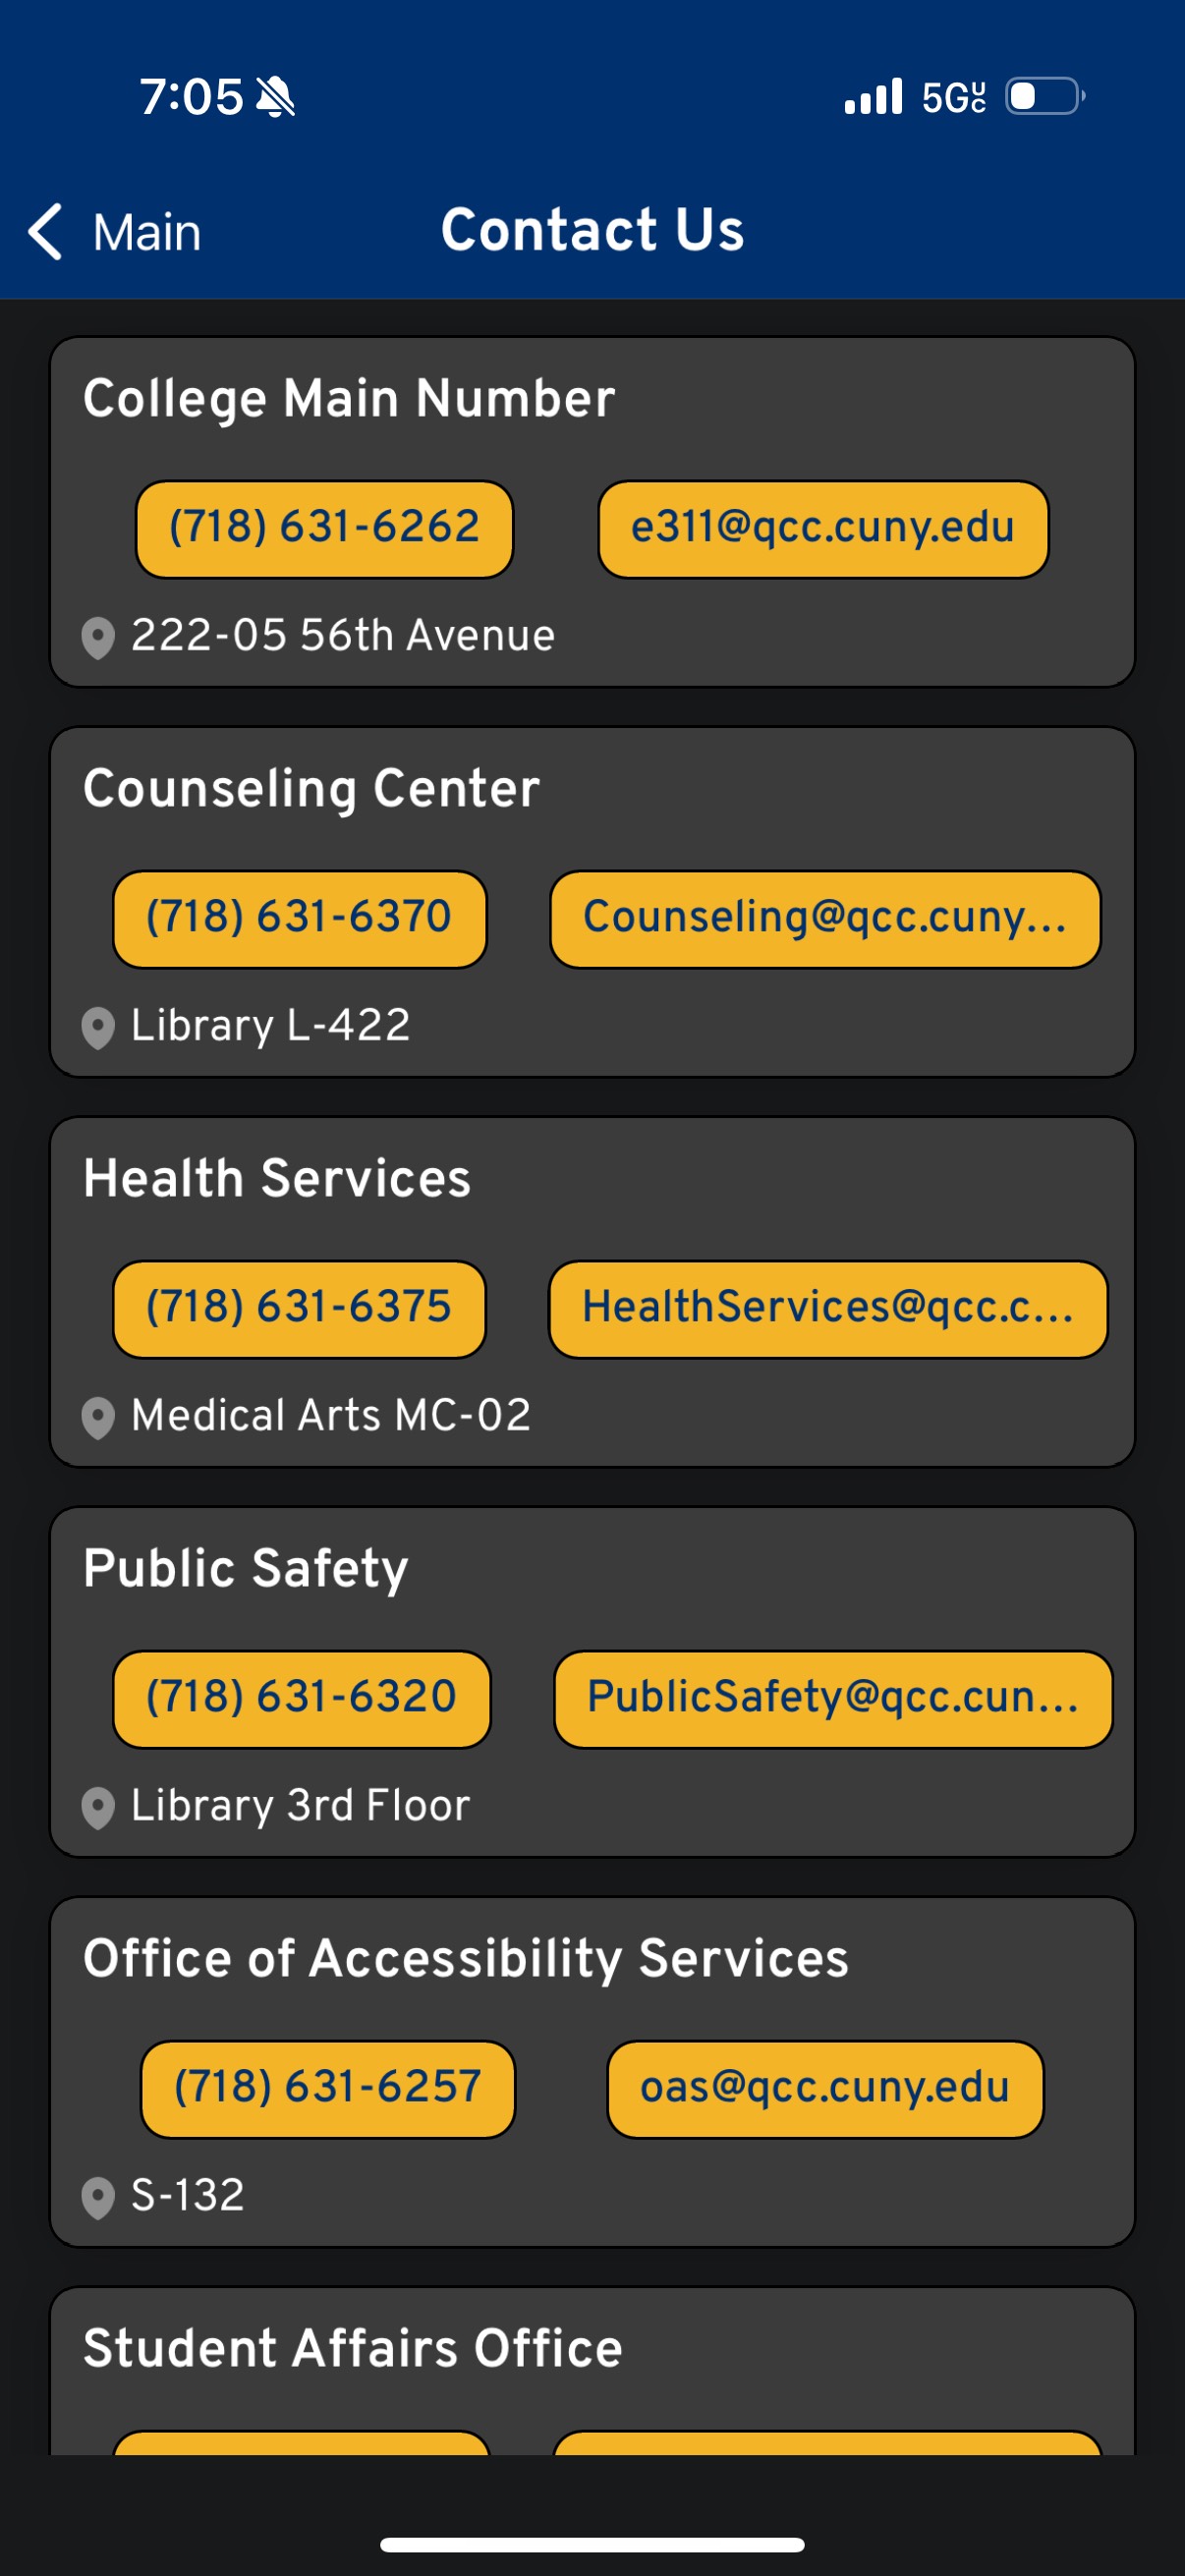 7:05
5GUC
Main
Contact Us
College Main Number
(718) 631-6262
e311@qcc.cuny.edu
222-05 56th Avenue
Counseling Center
(718) 631-6370
Counseling@qcc.cuny...
Library L-422
Health Services
(718) 631-6375
HealthServices@qcc.c...
Medical Arts MC-02
Public Safety
(718) 631-6320
PublicSafety@qcc.cun...
Library 3rd Floor
Office of Accessibility Services
(718) 631-6257
oas@qcc.cuny.edu
S-132
Student Affairs Office